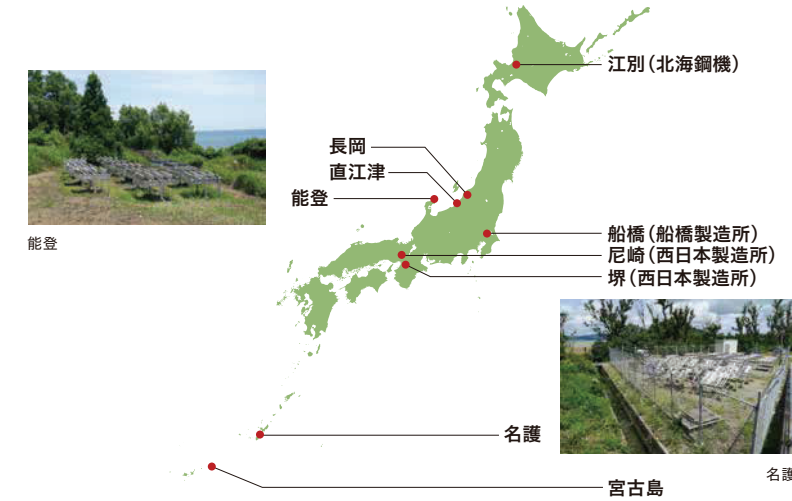 江別（北海鋼機）
長岡
直江津
能登
能登
船橋（船橋製造所）
尼崎（西日本製造所）
堺（西日本製造所）
名護
名護
宮古島